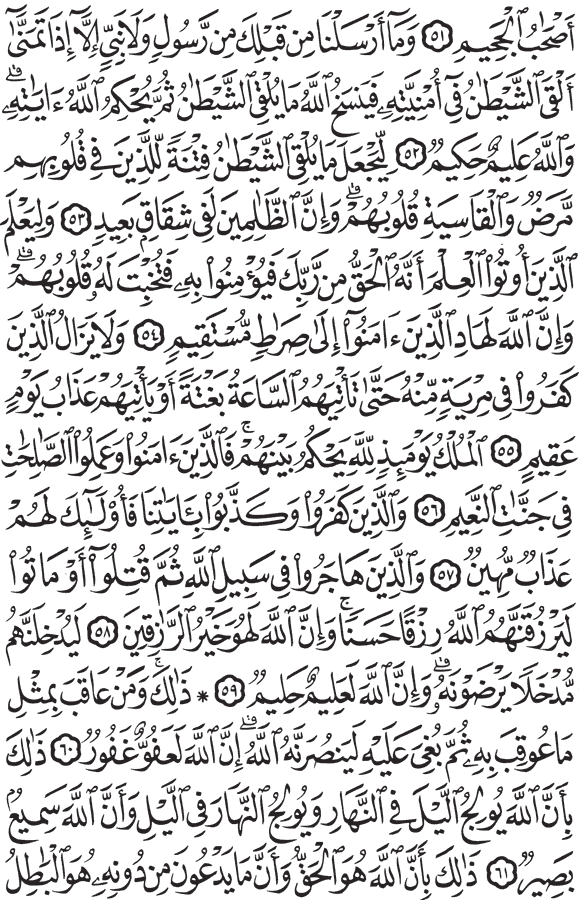 أَصْحَٰبُ ٱلْجَحِيمِ ٥١ وَمَآ أَرْسَلْنَا مِن قَبْلِكَ مِن رَّسُولٍ وَلَا نَبِيٍّ إِلَّآ إِذَا تَمَنَّىٰٓ
أَلْقَى ٱلشَّيْطَٰنُ فِىٓ أُمْنِيَّتِهِۦ فَيَنسَخُ ٱللَّهُ مَا يُلْقِى ٱلشَّيْطَٰنُ ثُمَّ يُحْكِمُ ٱللَّهُ ءَايَٰتِهِۦۗ
وَٱللَّهُ عَلِيمٌ حَكِيمٌ ٥٢ لِّيَجْعَلَ مَا يُلْقِى ٱلشَّيْطَٰنُ فِتْنَةً لِّلَّذِينَ فِى قُلُوبِهِم
مَّرَضٌ وَٱلْقَاسِيَةِ قُلُوبُهُمْۗ وَإِنَّ ٱلظَّٰلِمِينَ لَفِى شِقَاقٍۭ بَعِيدٍ ٥٣ وَلِيَعْلَمَ
ٱلَّذِينَ أُوتُوا۟ ٱلْعِلْمَ أَنَّهُ ٱلْحَقُّ مِن رَّبِّكَ فَيُؤْمِنُوا۟ بِهِۦ فَتُخْبِتَ لَهُۥ قُلُوبُهُمْۗ
وَإِنَّ ٱللَّهَ لَهَادِ ٱلَّذِينَ ءَامَنُوٓا۟ إِلَىٰ صِرَٰطٍ مُّسْتَقِيمٍ ٥٤ وَلَا يَزَالُ ٱلَّذِينَ
كَفَرُوا۟ فِى مِرْيَةٍ مِّنْهُ حَتَّىٰ تَأْتِيَهُمُ ٱلسَّاعَةُ بَغْتَةً أَوْ يَأْتِيَهُمْ عَذَابُ يَوْمٍ
عَقِيمٍ ٥٥ ٱلْمُلْكُ يَوْمَئِذٍ لِّلَّهِ يَحْكُمُ بَيْنَهُمْۚ فَٱلَّذِينَ ءَامَنُوا۟ وَعَمِلُوا۟ ٱلصَّٰلِحَٰتِ
فِى جَنَّٰتِ ٱلنَّعِيمِ ٥٦ وَٱلَّذِينَ كَفَرُوا۟ وَكَذَّبُوا۟ بِـَٔايَٰتِنَا فَأُو۟لَٰٓئِكَ لَهُمْ
عَذَابٌ مُّهِينٌ ٥٧ وَٱلَّذِينَ هَاجَرُوا۟ فِى سَبِيلِ ٱللَّهِ ثُمَّ قُتِلُوٓا۟ أَوْ مَاتُوا۟
لَيَرْزُقَنَّهُمُ ٱللَّهُ رِزْقًا حَسَنًاۚ وَإِنَّ ٱللَّهَ لَهُوَ خَيْرُ ٱلرَّٰزِقِينَ ٥٨ لَيُدْخِلَنَّهُم
مُّدْخَلًا يَرْضَوْنَهُۥۗ وَإِنَّ ٱللَّهَ لَعَلِيمٌ حَلِيمٌ ٥٩ * ذَٰلِكَۖ وَمَنْ عَاقَبَ بِمِثْلِ
مَا عُوقِبَ بِهِۦ ثُمَّ بُغِىَ عَلَيْهِ لَيَنصُرَنَّهُ ٱللَّهُۗ إِنَّ ٱللَّهَ لَعَفُوٌّ غَفُورٌ ٦٠ ذَٰلِكَ
بِأَنَّ ٱللَّهَ يُولِجُ ٱلَّيْلَ فِى ٱلنَّهَارِ وَيُولِجُ ٱلنَّهَارَ فِى ٱلَّيْلِ وَأَنَّ ٱللَّهَ سَمِيعٌۢ
بَصِيرٌ ٦١ ذَٰلِكَ بِأَنَّ ٱللَّهَ هُوَ ٱلْحَقُّ وَأَنَّ مَا يَدْعُونَ مِن دُونِهِۦ هُوَ ٱلْبَٰطِلُ